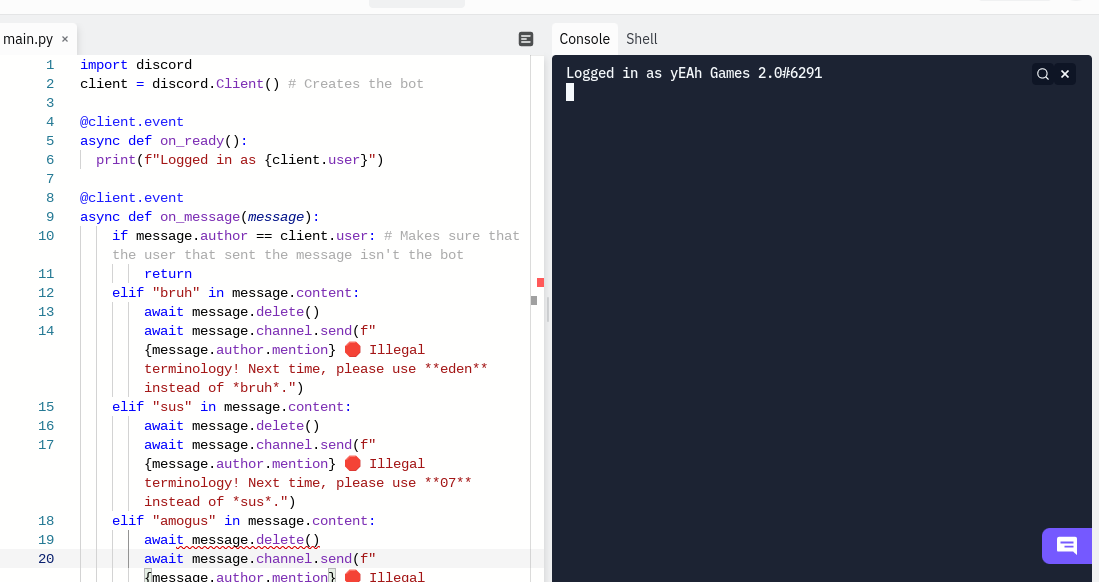 main.py ×
Console Shell
1 import discord
2 client = discord.Client() # Creates the bot
3
4 @client.event
5 async def on_ready():
6 print(f"Logged in as {client.user}")
7
8 @client.event
9 async def on_message(message):
10 if message.author == client.user: # Makes sure that
the user that sent the message isn't the bot
11 return
12 elif "bruh" in message.content:
13 await message.delete()
14 await message.channel.send(f"
{message.author.mention} 🛑 Illegal
terminology! Next time, please use **eden**
instead of *bruh*.")
15 elif "sus" in message.content:
16 await message.delete()
17 await message.channel.send(f"
{message.author.mention} 🛑 Illegal
terminology! Next time, please use **07**
instead of *sus*.")
18 elif "amogus" in message.content:
19 await message.delete()
20 await message.channel.send(f"
{message.author.mention} 🛑 Illegal
Logged in as yEAh Games 2.0#6291